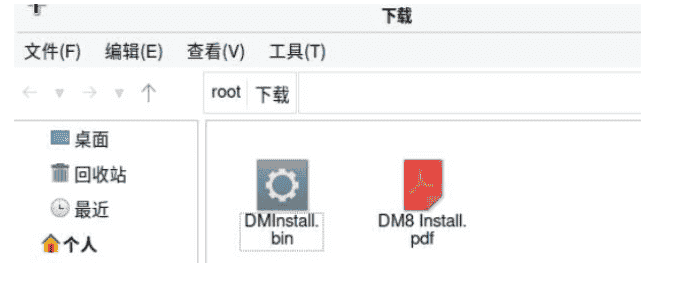 下载
文件(F) 编辑(E) 查看(V) 工具(T)
root 下载
桌面
回收站
最近
个人
DMInstall.
bin
DM8 Install.
pdf